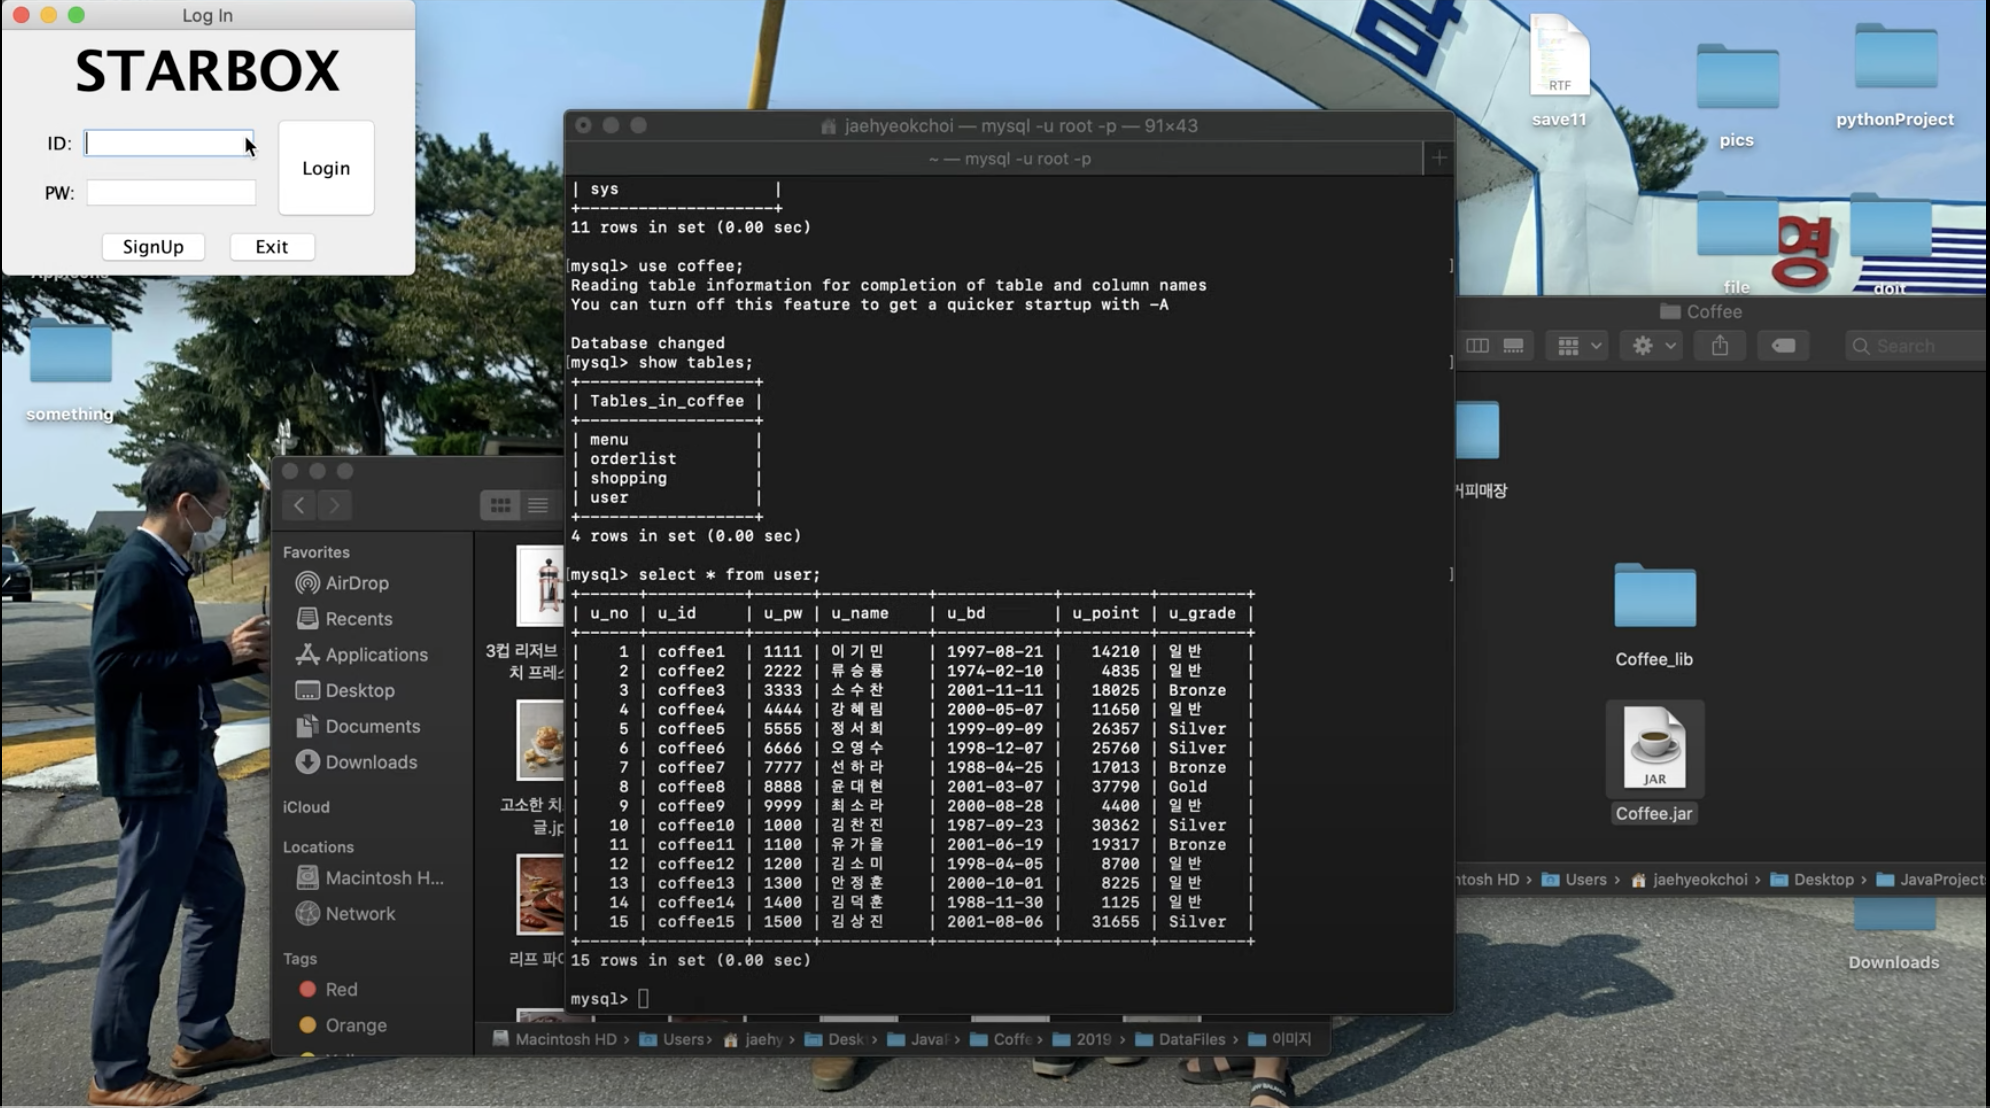 Log In
STARBOX
ID:
PW:
Login
SignUp
Exit
something
jaehyeokchoi — mysql -u root -p — 91×43
~ — mysql -u root -p
| sys                |
+--------------------+
11 rows in set (0.00 sec)
mysql> use coffee;
Reading table information for completion of table and column names
You can turn off this feature to get a quicker startup with -A
Database changed
mysql> show tables;
+------------------+
| Tables_in_coffee |
+------------------+
| menu             |
| orderlist        |
| shopping         |
| user             |
+------------------+
4 rows in set (0.00 sec)
mysql> select * from user;
| u_no | u_id     | u_pw | u_name | u_bd       | u_point | u_grade |
| 1 | coffee1 | 1111 | 이기민 | 1997-08-21 | 14210 | 일반 |
| 2 | coffee2 | 2222 | 류승룡 | 1974-02-10 | 4835 | 일반 |
| 3 | coffee3 | 3333 | 소수찬 | 2001-11-11 | 18025 | Bronze |
| 4 | coffee4 | 4444 | 강혜림 | 2000-05-07 | 11650 | 일반 |
| 5 | coffee5 | 5555 | 정서희 | 1999-09-09 | 26357 | Silver |
| 6 | coffee6 | 6666 | 오영수 | 1998-12-07 | 25760 | Silver |
| 7 | coffee7 | 7777 | 선하라 | 1988-04-25 | 17013 | Bronze |
| 8 | coffee8 | 8888 | 윤대현 | 2001-03-07 | 37790 | Gold |
| 9 | coffee9 | 9999 | 최소라 | 2000-08-28 | 4400 | 일반 |
| 10 | coffee10 | 1000 | 김찬진 | 1987-09-23 | 30362 | Silver |
| 11 | coffee11 | 1100 | 유가을 | 2001-06-19 | 19317 | Bronze |
| 12 | coffee12 | 1200 | 김소미 | 1998-04-05 | 8700 | 일반 |
| 13 | coffee13 | 1300 | 안정훈 | 2000-10-01 | 8225 | 일반 |
| 14 | coffee14 | 1400 | 김덕훈 | 1988-11-30 | 1125 | 일반 |
| 15 | coffee15 | 1500 | 김상진 | 2001-08-06 | 31655 | Silver |
15 rows in set (0.00 sec)
mysql>
Favorites
AirDrop
Recents
Applications
Desktop
Documents
Downloads
iCloud
Locations
Macintosh H...
Network
Tags
Red
Orange
3컵 리저브
치 프레
고소한 치
글.jp
리프 파
Macintosh HD › Users › jaehy › Desk › Java › Coffe › 2019 › DataFiles › 이미지
RTF
save11
pics
pythonProject
영
file
doit
Coffee
Search
커피매장
Coffee_lib
JAR
Coffee.jar
ntosh HD › Users › jaehyeokchoi › Desktop › JavaProject
Downloads